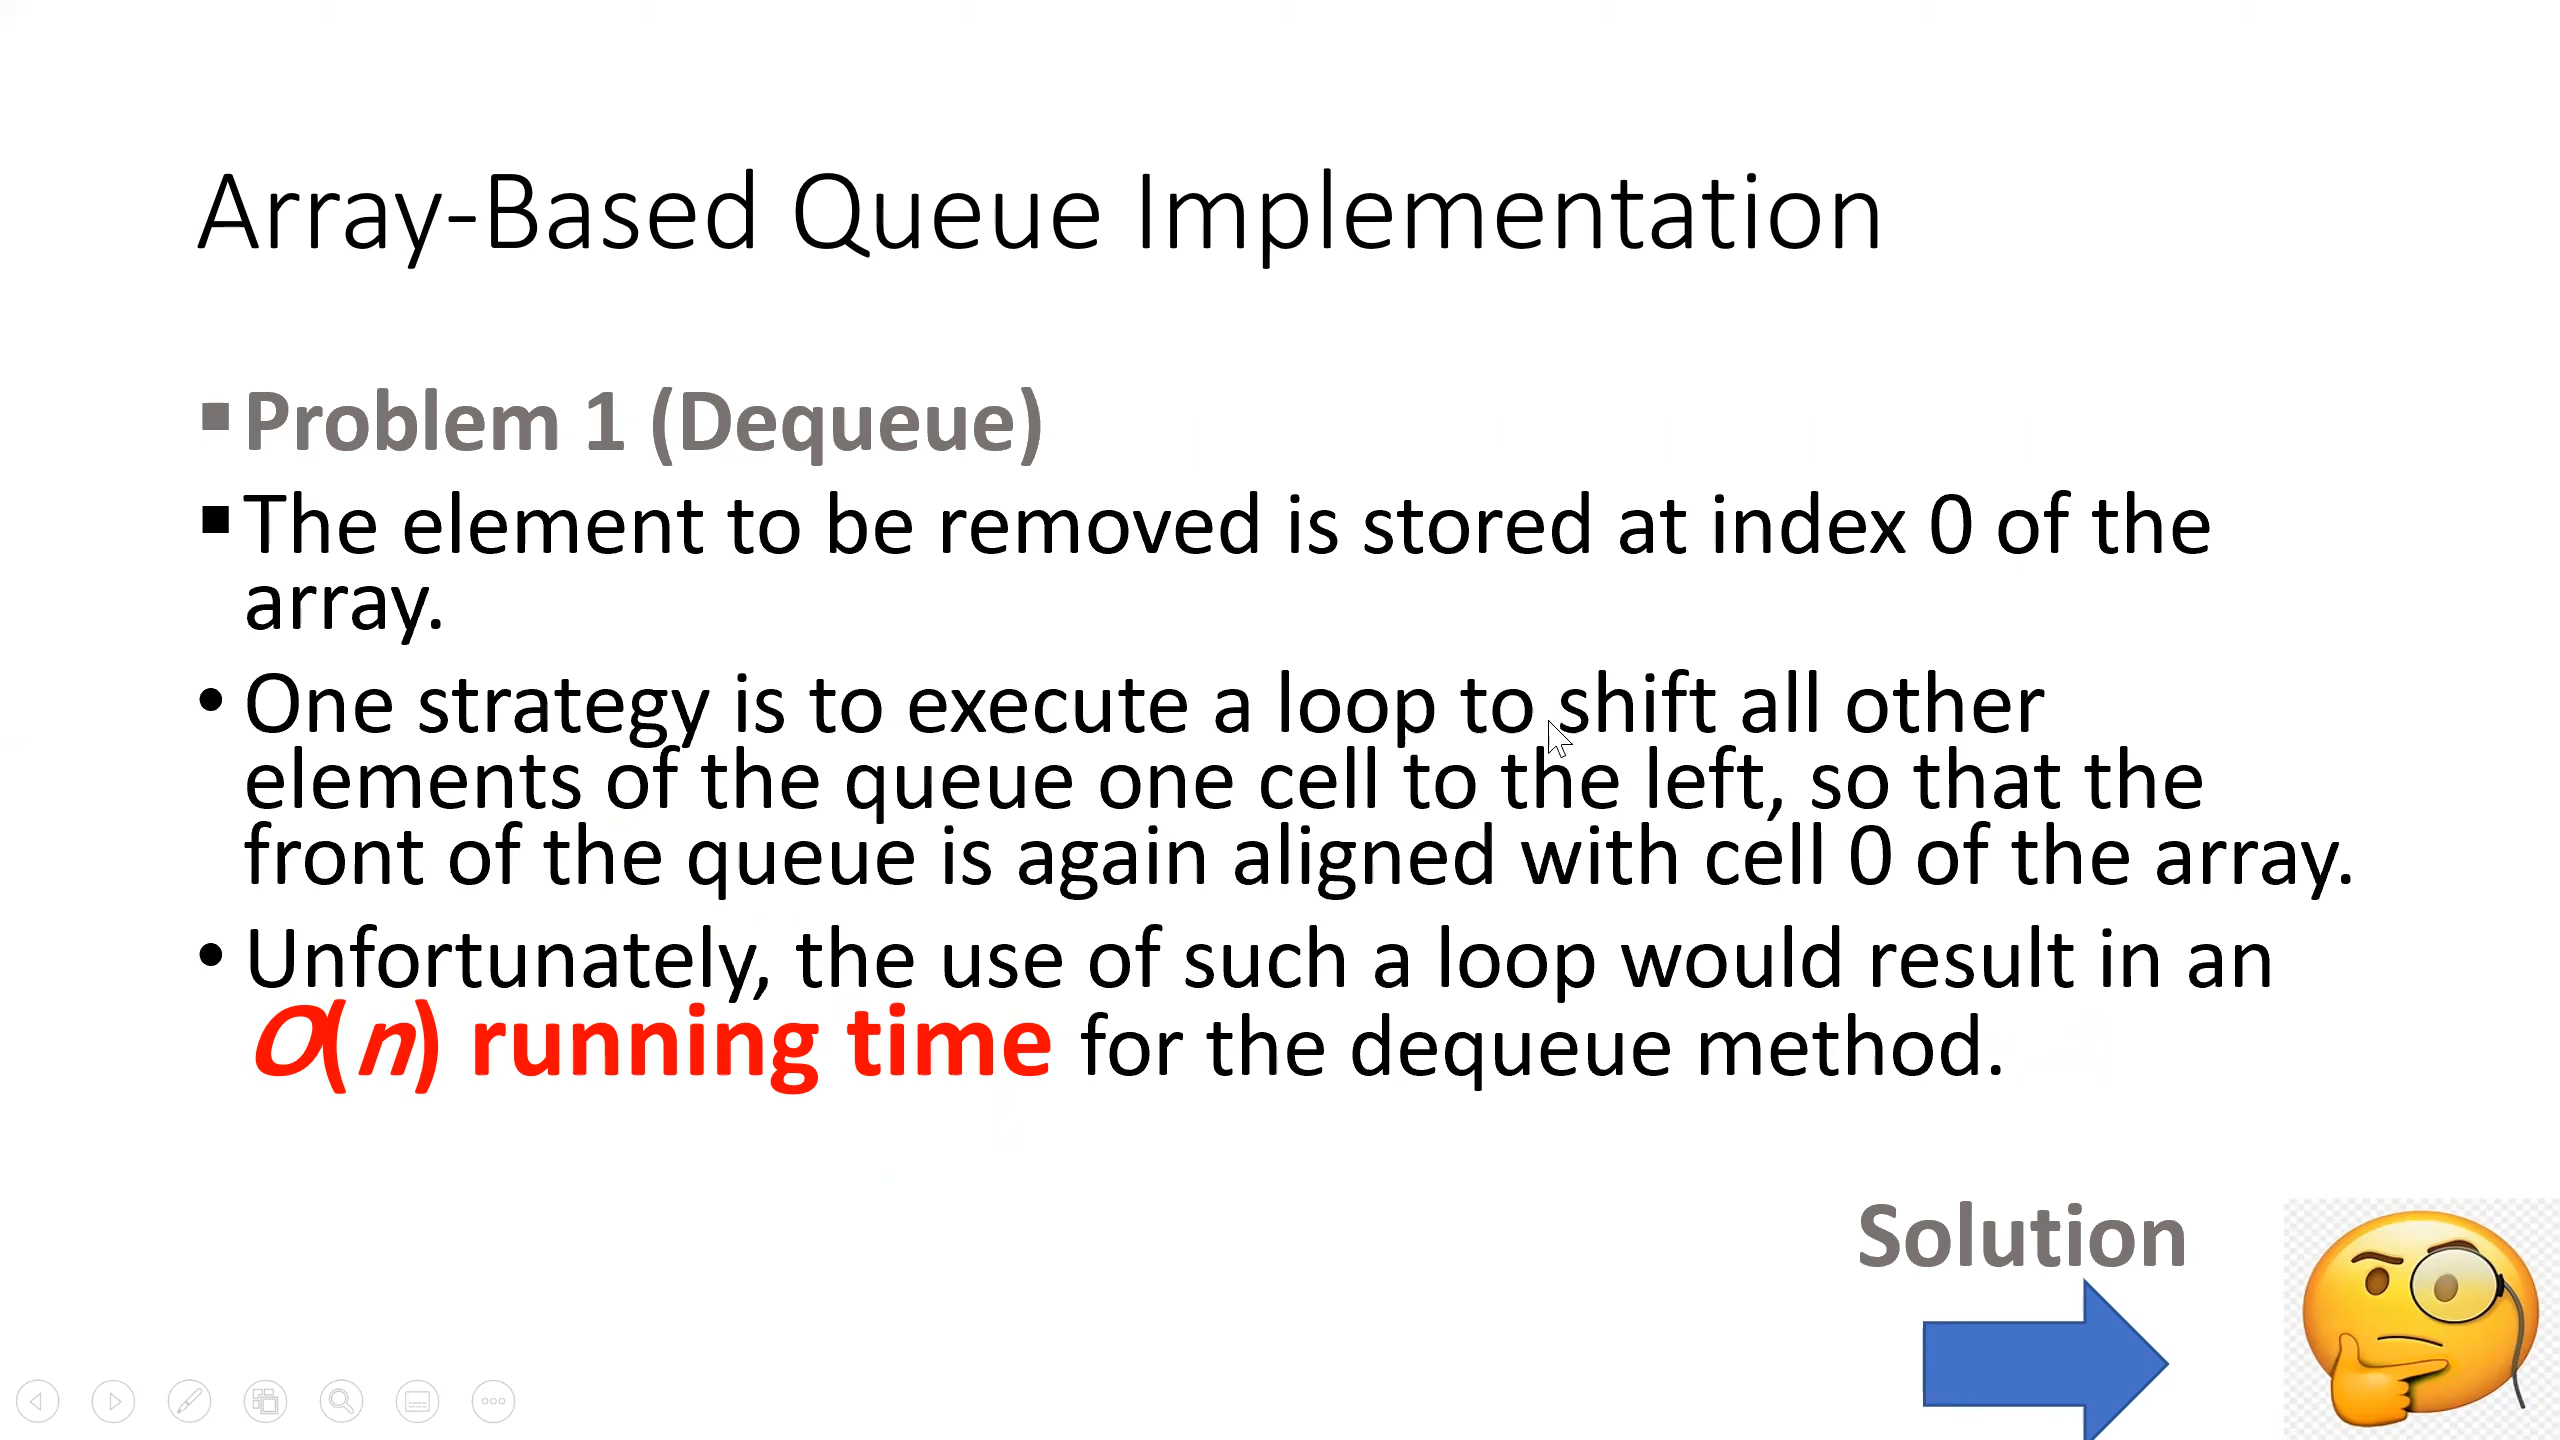 Array-Based Queue Implementation
▪Problem 1 (Dequeue)
▪The element to be removed is stored at index 0 of the
array.
• One strategy is to execute a loop to shift all other
elements of the queue one cell to the left, so that the
front of the queue is again aligned with cell 0 of the array.
• Unfortunately, the use of such a loop would result in an
O(n) running time for the dequeue method.
Solution